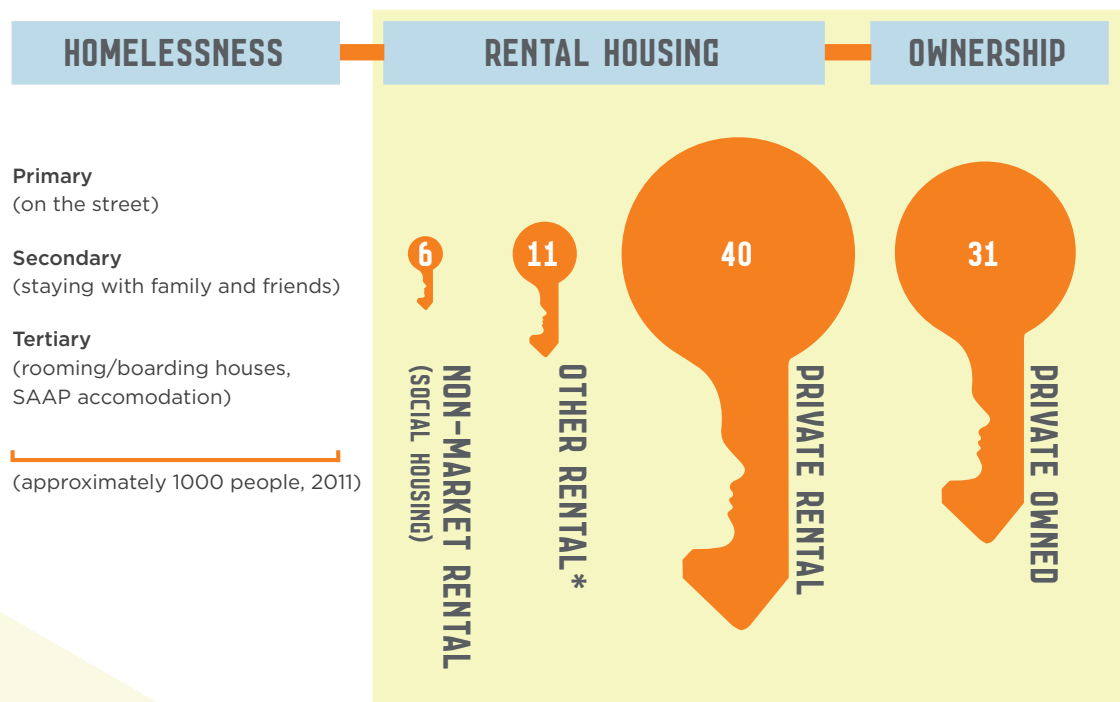 HOMELESSNESS
RENTAL HOUSING
OWNERSHIP
Primary
(on the street)
Secondary
(staying with family and friends)
Tertiary
(rooming/boarding houses,
SAAP accomodation)
(approximately 1000 people, 2011)
6
NON-MARKET RENTAL
(SOCIAL HOUSING)
11
OTHER RENTAL*
40
PRIVATE RENTAL
31
PRIVATE OWNED